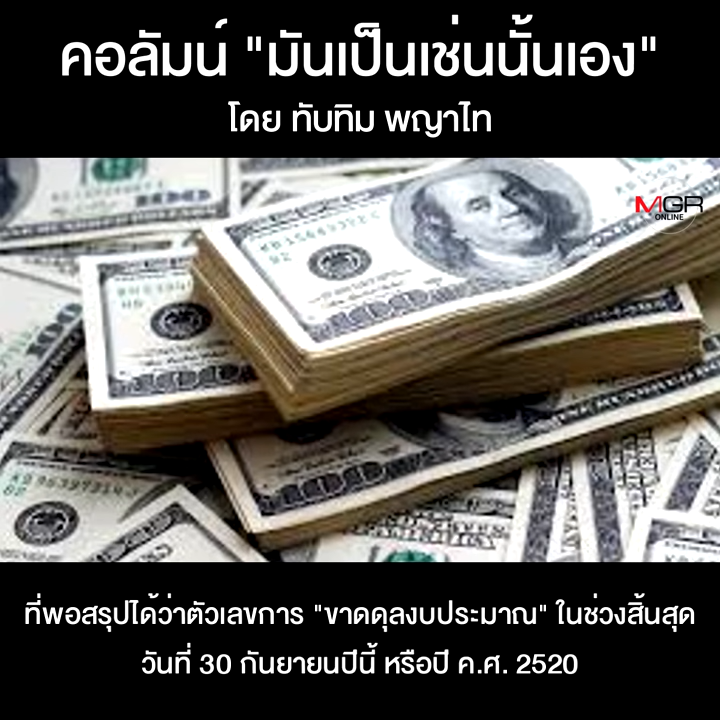 คอลัมน์ "มันเป็นเช่นนั้นเอง"
โดย ทับทิม พญาไท
MGR
ONLINE
100
ที่พอสรุปได้ว่าตัวเลขการ "ขาดดุลงบประมาณ" ในช่วงสิ้นสุด
วันที่ 30 กันยายนปีนี้ หรือปี ค.ศ. 2520